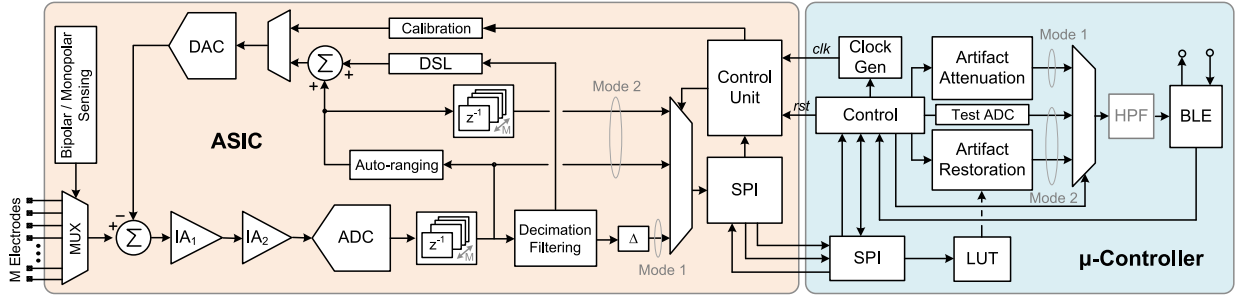 DAC
Calibration
clk
Clock
Gen
Artifact
Attenuation
Mode 1
Bipolar / Monopolar
Sensing
Σ
+
+
DSL
Mode 2
Control
Unit
rst
Control
Test ADC
HPF
BLE
ASIC
z⁻¹
M
Auto-ranging
SPI
Artifact
Restoration
Mode 2
M Electrodes
MUX
−
+
Σ
IA₁
IA₂
ADC
z⁻¹
M
Decimation
Filtering
Δ
Mode 1
SPI
LUT
μ-Controller